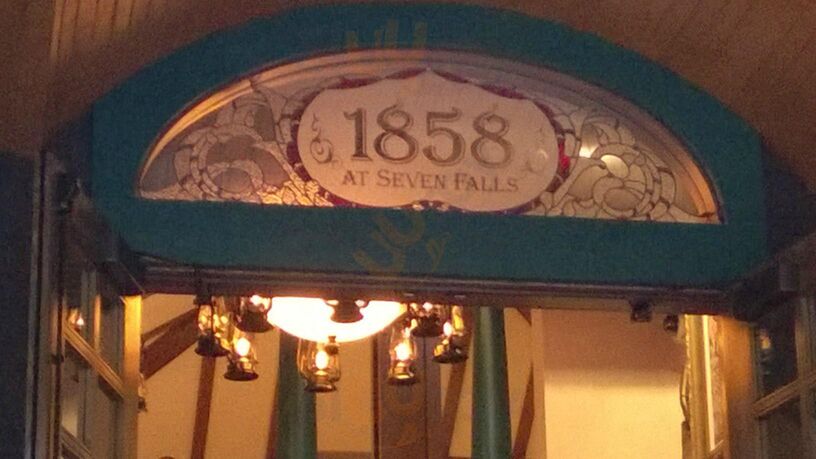 1858
AT SEVEN FALLS